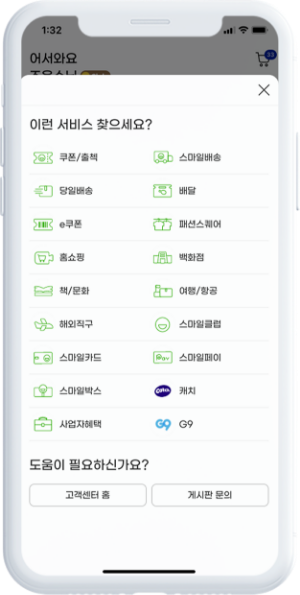 1:32
어서와요
33
이런 서비스 찾으세요?
쿠폰/출첵 스마일배송
당일배송 배달
e쿠폰 패션스퀘어
홈쇼핑 백화점
책/문화 여행/항공
해외직구 스마일클럽
스마일카드 스마일페이
스마일박스 캐치
사업자혜택 G9 G9
도움이 필요하신가요?
고객센터 홈 게시판 문의